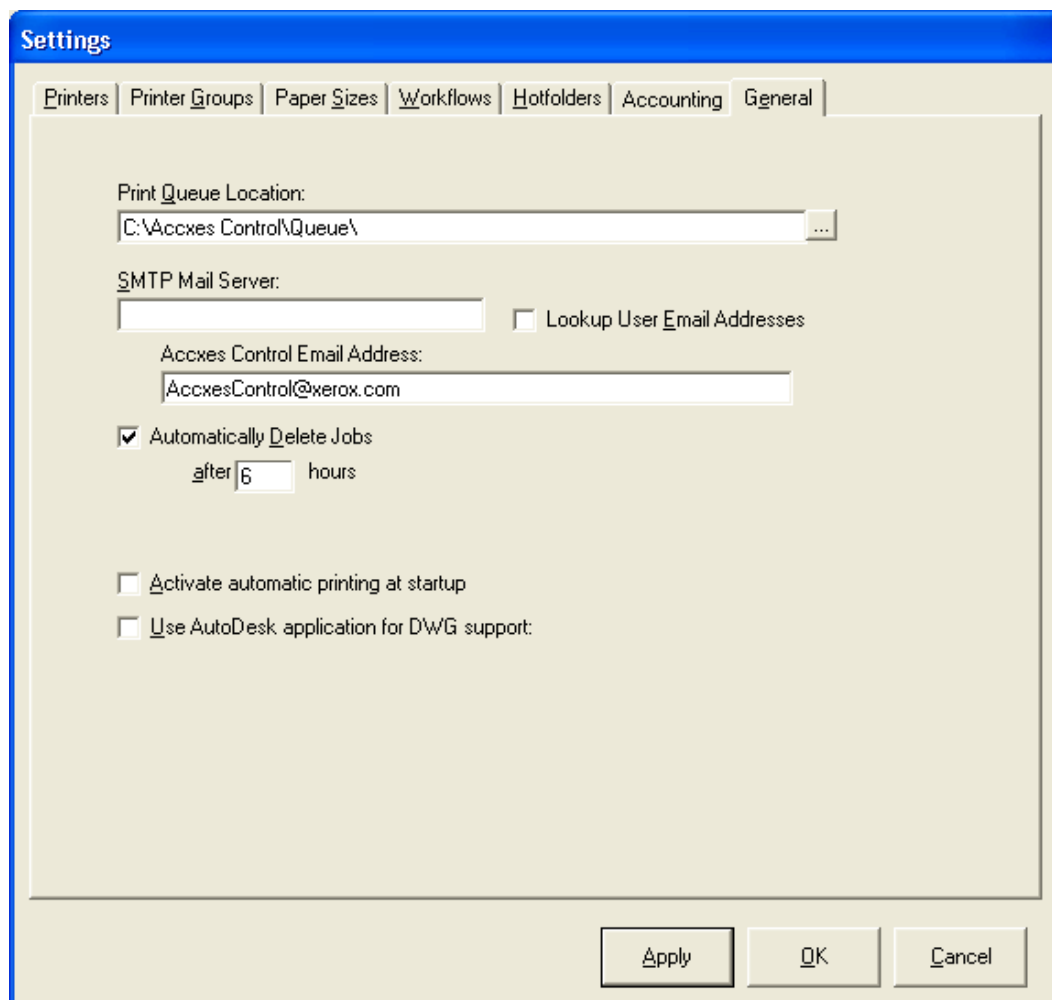 Settings
Printers Printer Groups Paper Sizes Workflows Hotfolders Accounting General
Print Queue Location:
C:\Accxes Control\Queue\ ...
SMTP Mail Server:
Lookup User Email Addresses
Accxes Control Email Address:
AccxesControl@xerox.com
Automatically Delete Jobs
after 6 hours
Activate automatic printing at startup
Use AutoDesk application for DWG support:
Apply OK Cancel